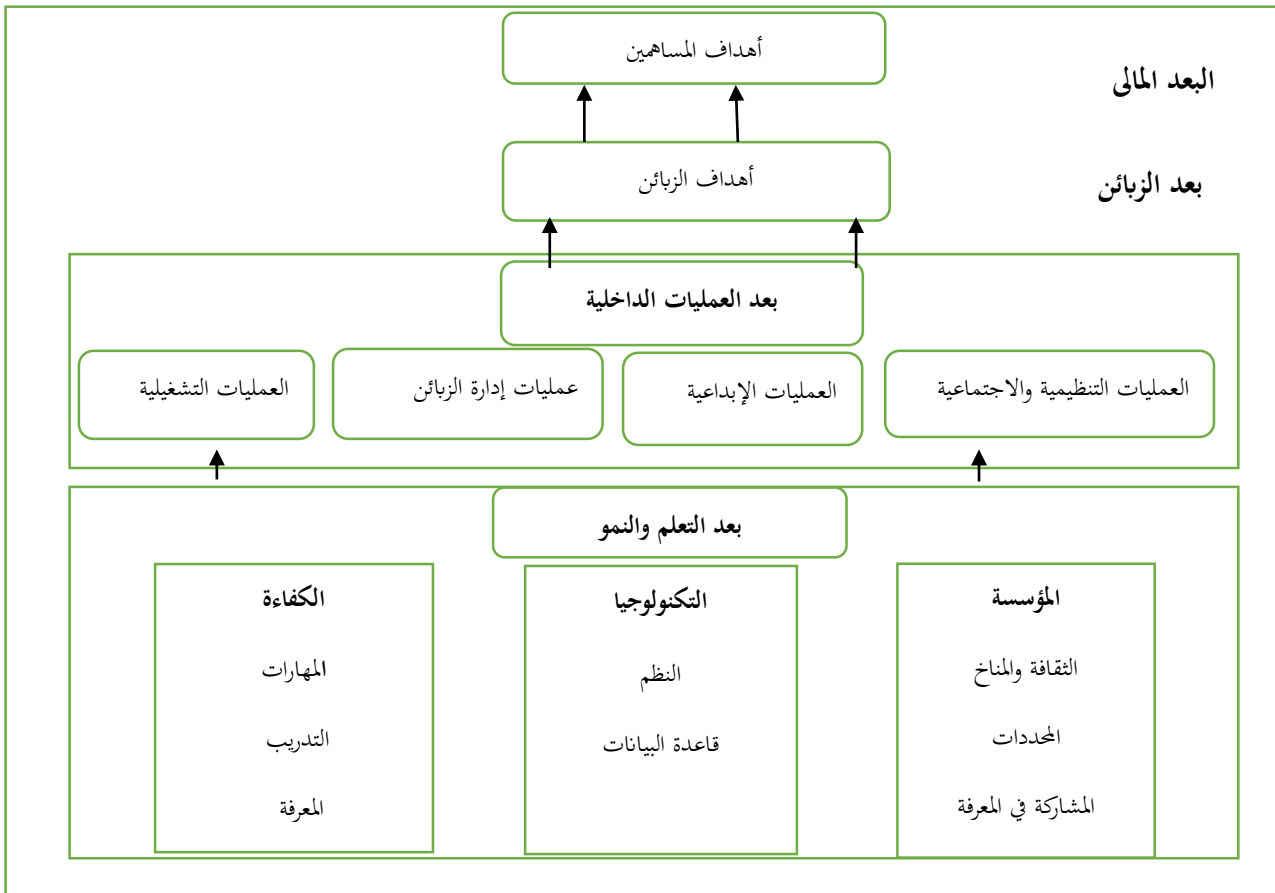 أهداف المساهمين
البعد المالى
أهداف الزبائن
بعد الزبائن
بعد العمليات الداخلية
العمليات التنظيمية والاجتماعية
العمليات الإبداعية
عمليات إدارة الزبائن
العمليات التشغيلية
بعد التعلم والنمو
المؤسسة
الثقافة والمناخ
المحددات
المشاركة في المعرفة
التكنولوجيا
النظم
قاعدة البيانات
الكفاءة
المهارات
التدريب
المعرفة